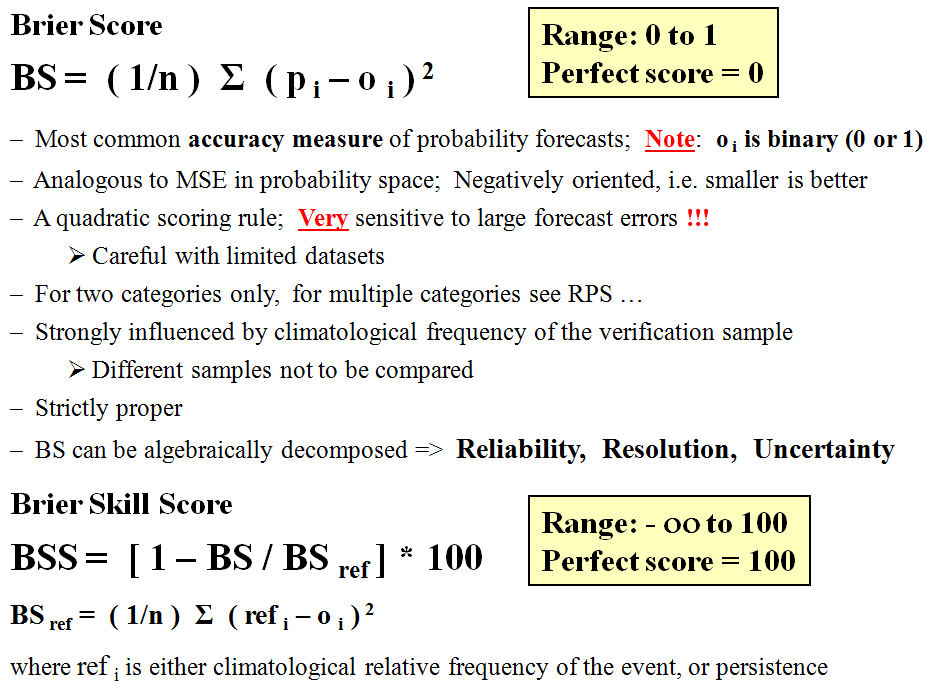 Brier Score
BS = ( 1/n ) Σ ( p i – o i ) 2
Range: 0 to 1
Perfect score = 0
– Most common accuracy measure of probability forecasts; Note: o i is binary (0 or 1)
– Analogous to MSE in probability space; Negatively oriented, i.e. smaller is better
– A quadratic scoring rule; Very sensitive to large forecast errors !!!
➢ Careful with limited datasets
– For two categories only, for multiple categories see RPS …
– Strongly influenced by climatological frequency of the verification sample
➢ Different samples not to be compared
– Strictly proper
– BS can be algebraically decomposed => Reliability, Resolution, Uncertainty
Brier Skill Score
BSS = [ 1 – BS / BS ref ] * 100
Range: - oo to 100
Perfect score = 100
BS ref = ( 1/n ) Σ ( ref i – o i ) 2
where ref i is either climatological relative frequency of the event, or persistence